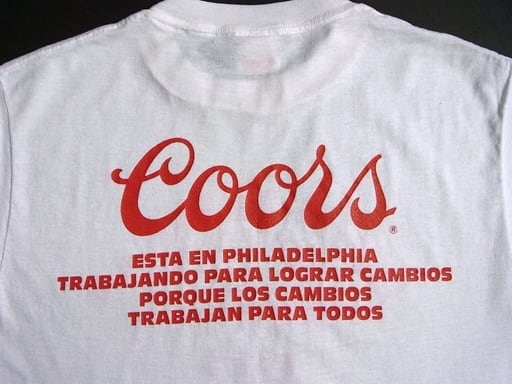 Coors®
ESTA EN PHILADELPHIA
TRABAJANDO PARA LOGRAR CAMBIOS
PORQUE LOS CAMBIOS
TRABAJAN PARA TODOS